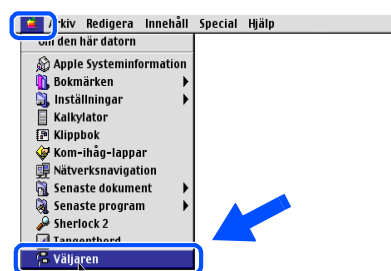 Arkiv Redigera Innehåll Special Hjälp
Om den här datorn
Apple Systeminformation
Bokmärken
Inställningar
Kalkylator
Klippbok
Kom-ihåg-lappar
Nätverksnavigation
Senaste dokument
Senaste program
Sherlock 2
Tangentbord
Väljaren